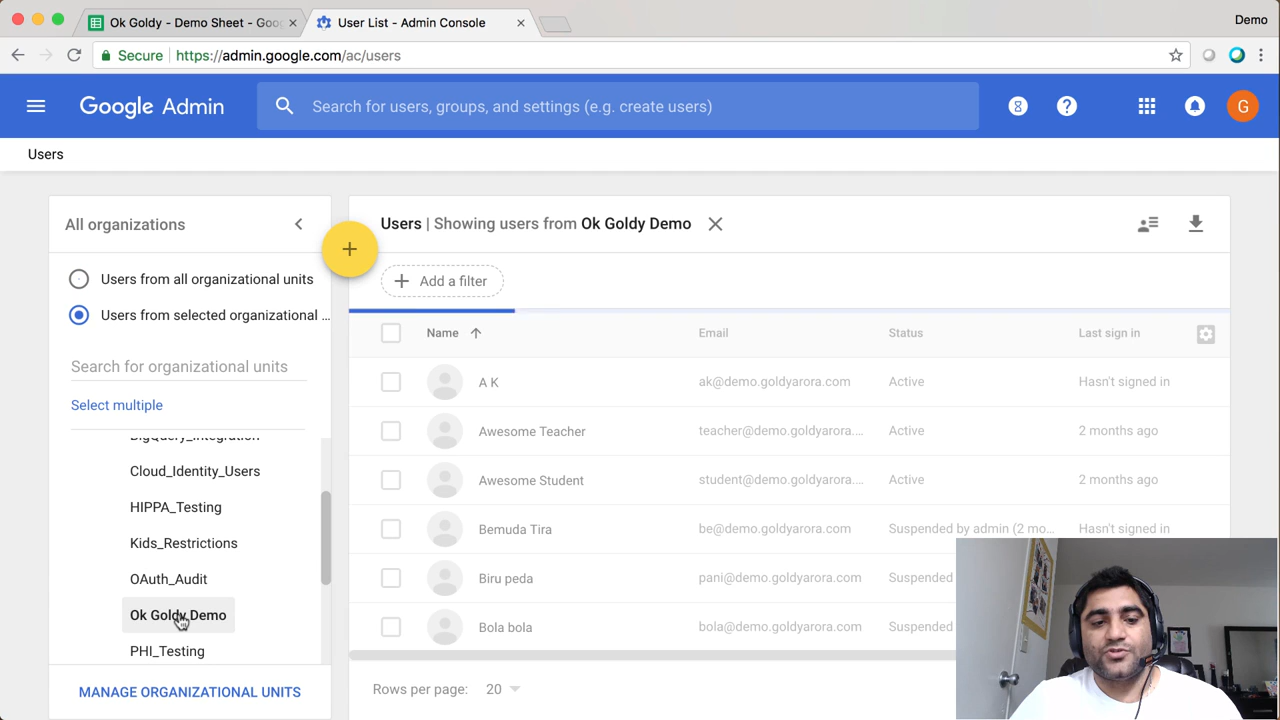 Ok Goldy - Demo Sheet - Goo
User List - Admin Console
Demo
Secure https://admin.google.com/ac/users
Google Admin
Search for users, groups, and settings (e.g. create users)
G
Users
All organizations
Users from all organizational units
Users from selected organizational ...
Search for organizational units
Select multiple
BigQuery_Integration
Cloud_Identity_Users
HIPPA_Testing
Kids_Restrictions
OAuth_Audit
Ok Goldy Demo
PHI_Testing
MANAGE ORGANIZATIONAL UNITS
Users | Showing users from Ok Goldy Demo
Add a filter
Name Email Status Last sign in
A K ak@demo.goldyarora.com Active Hasn't signed in
Awesome Teacher teacher@demo.goldyarora.... Active 2 months ago
Awesome Student student@demo.goldyarora.... Active 2 months ago
Bemuda Tira be@demo.goldyarora.com Suspended by admin (2 mo... Hasn't signed in
Biru peda pani@demo.goldyarora.com Suspended
Bola bola bola@demo.goldyarora.com Suspended
Rows per page: 20